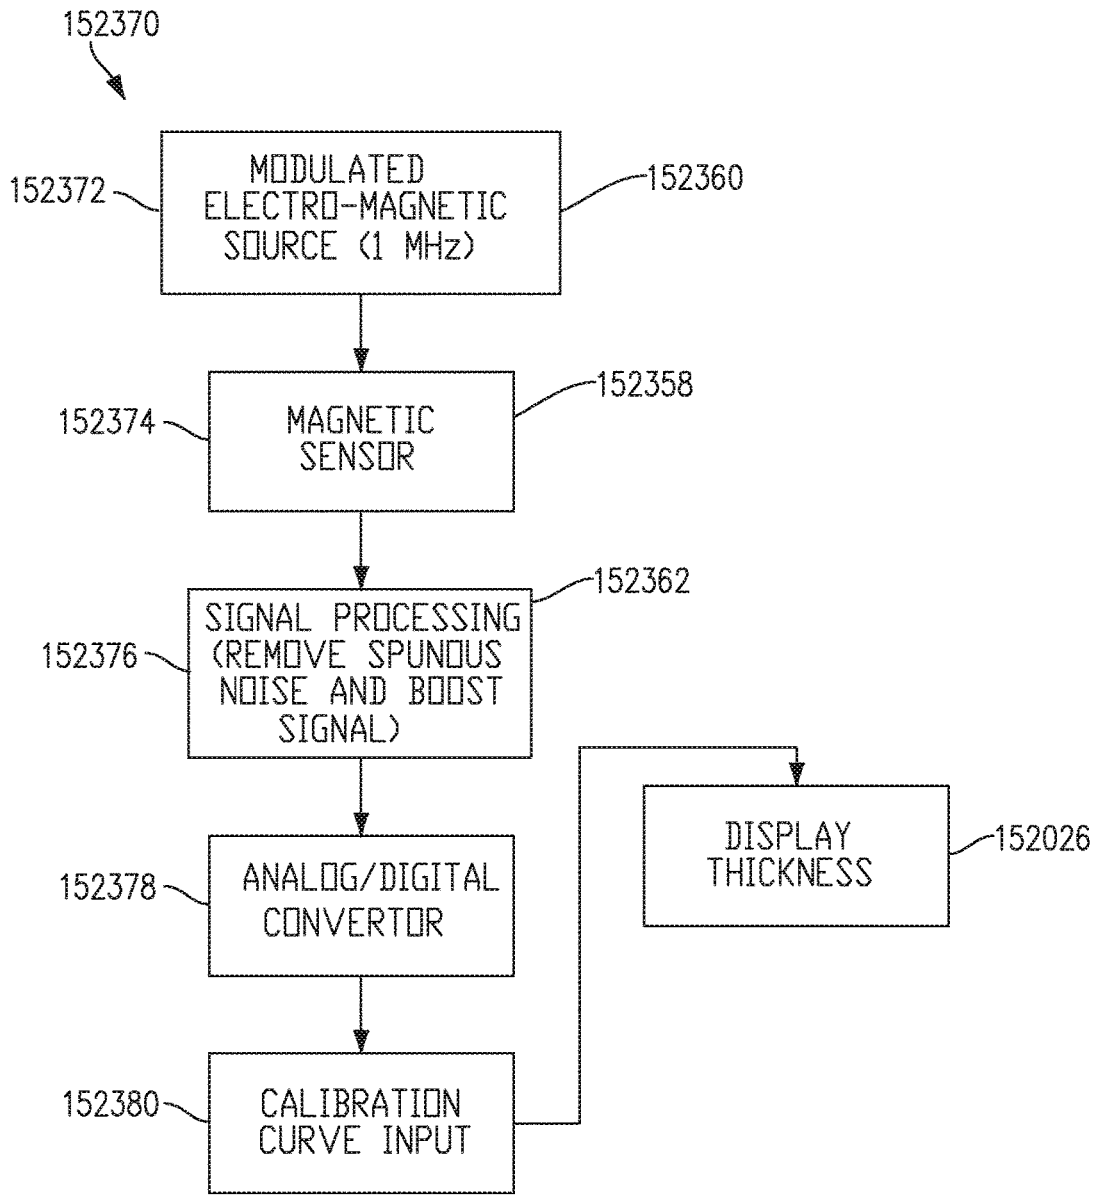 152370
MODULATED
ELECTRO-MAGNETIC
SOURCE (1 MHz)
152372
152360
MAGNETIC
SENSOR
152374
152358
SIGNAL PROCESSING
(REMOVE SPUNOUS
NOISE AND BOOST
SIGNAL)
152376
152362
ANALOG/DIGITAL
CONVERTOR
152378
CALIBRATION
CURVE INPUT
152380
DISPLAY
THICKNESS
152026